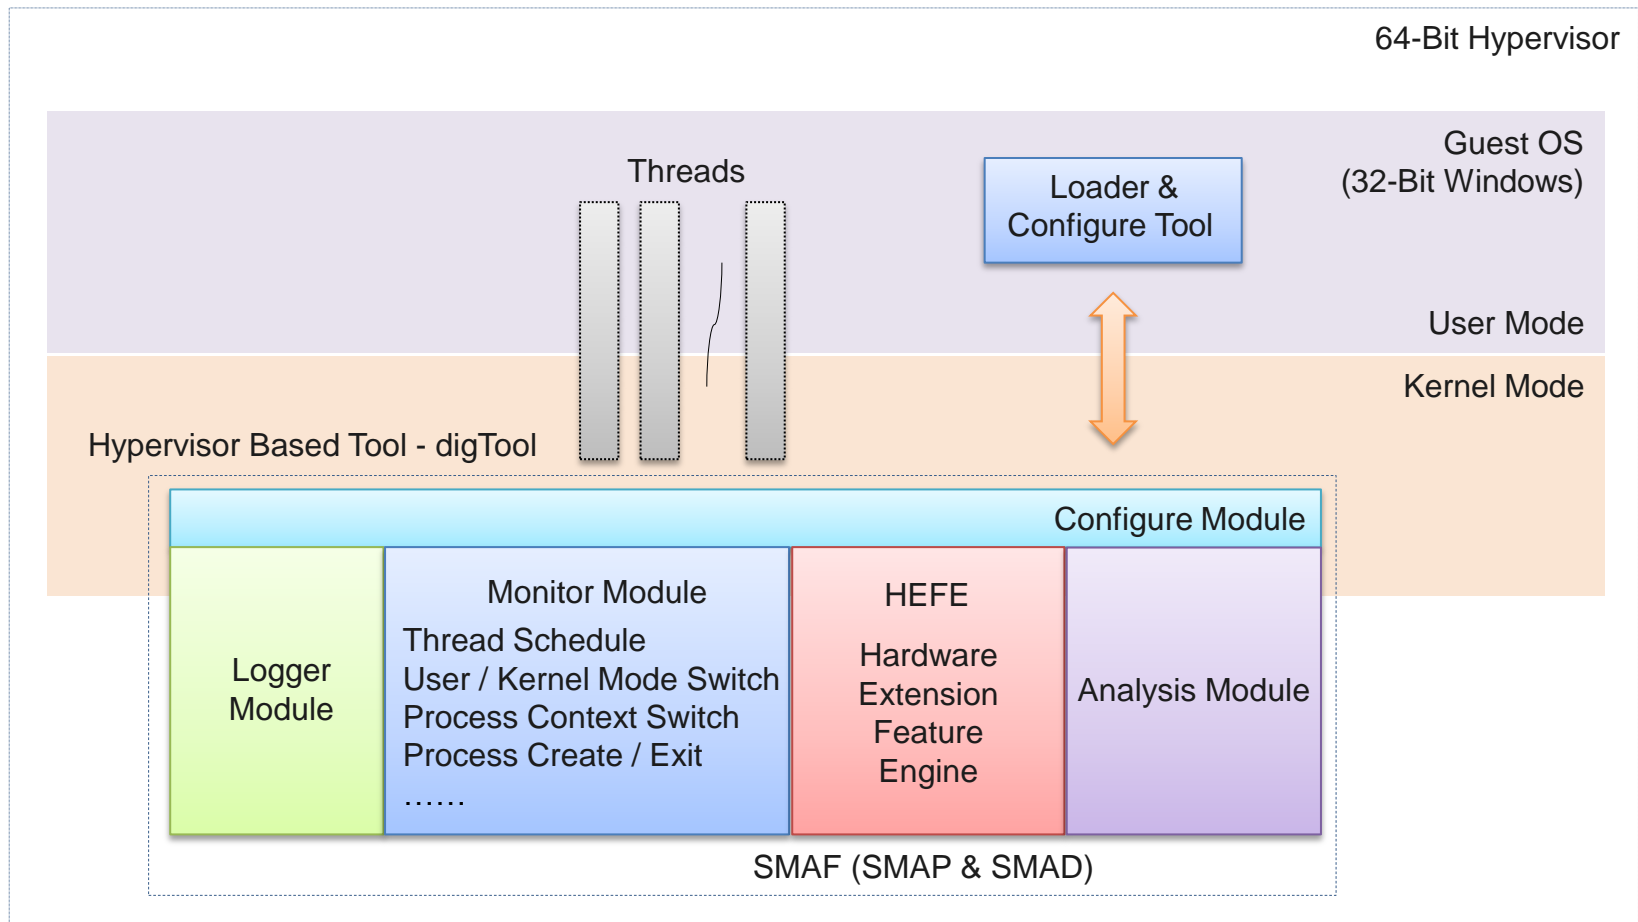 64-Bit Hypervisor
Guest OS
(32-Bit Windows)
Threads
Loader &
Configure Tool
User Mode
Kernel Mode
Hypervisor Based Tool - digTool
Configure Module
Logger
Module
Monitor Module
Thread Schedule
User / Kernel Mode Switch
Process Context Switch
Process Create / Exit
......
HEFE
Hardware
Extension
Feature
Engine
Analysis Module
SMAF (SMAP & SMAD)